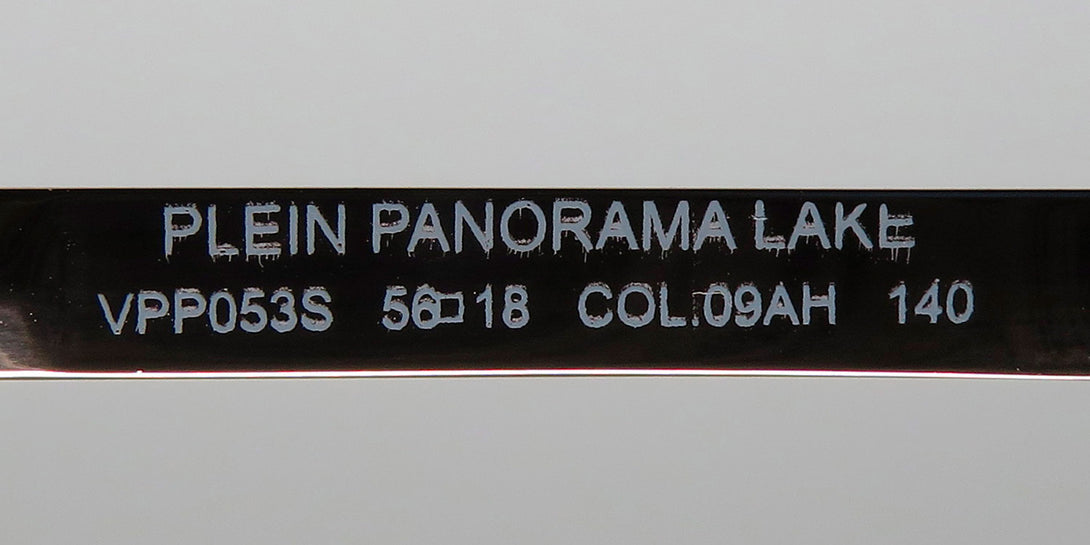 PLEIN PANORAMA LAKE
VPP053S 56□18 COL.09AH 140